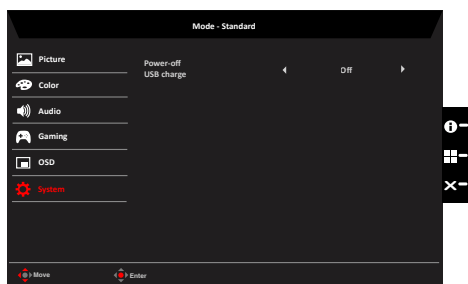 Mode - Standard
Picture
Color
Audio
Gaming
OSD
System
Power-off
USB charge
Off
Move
Enter